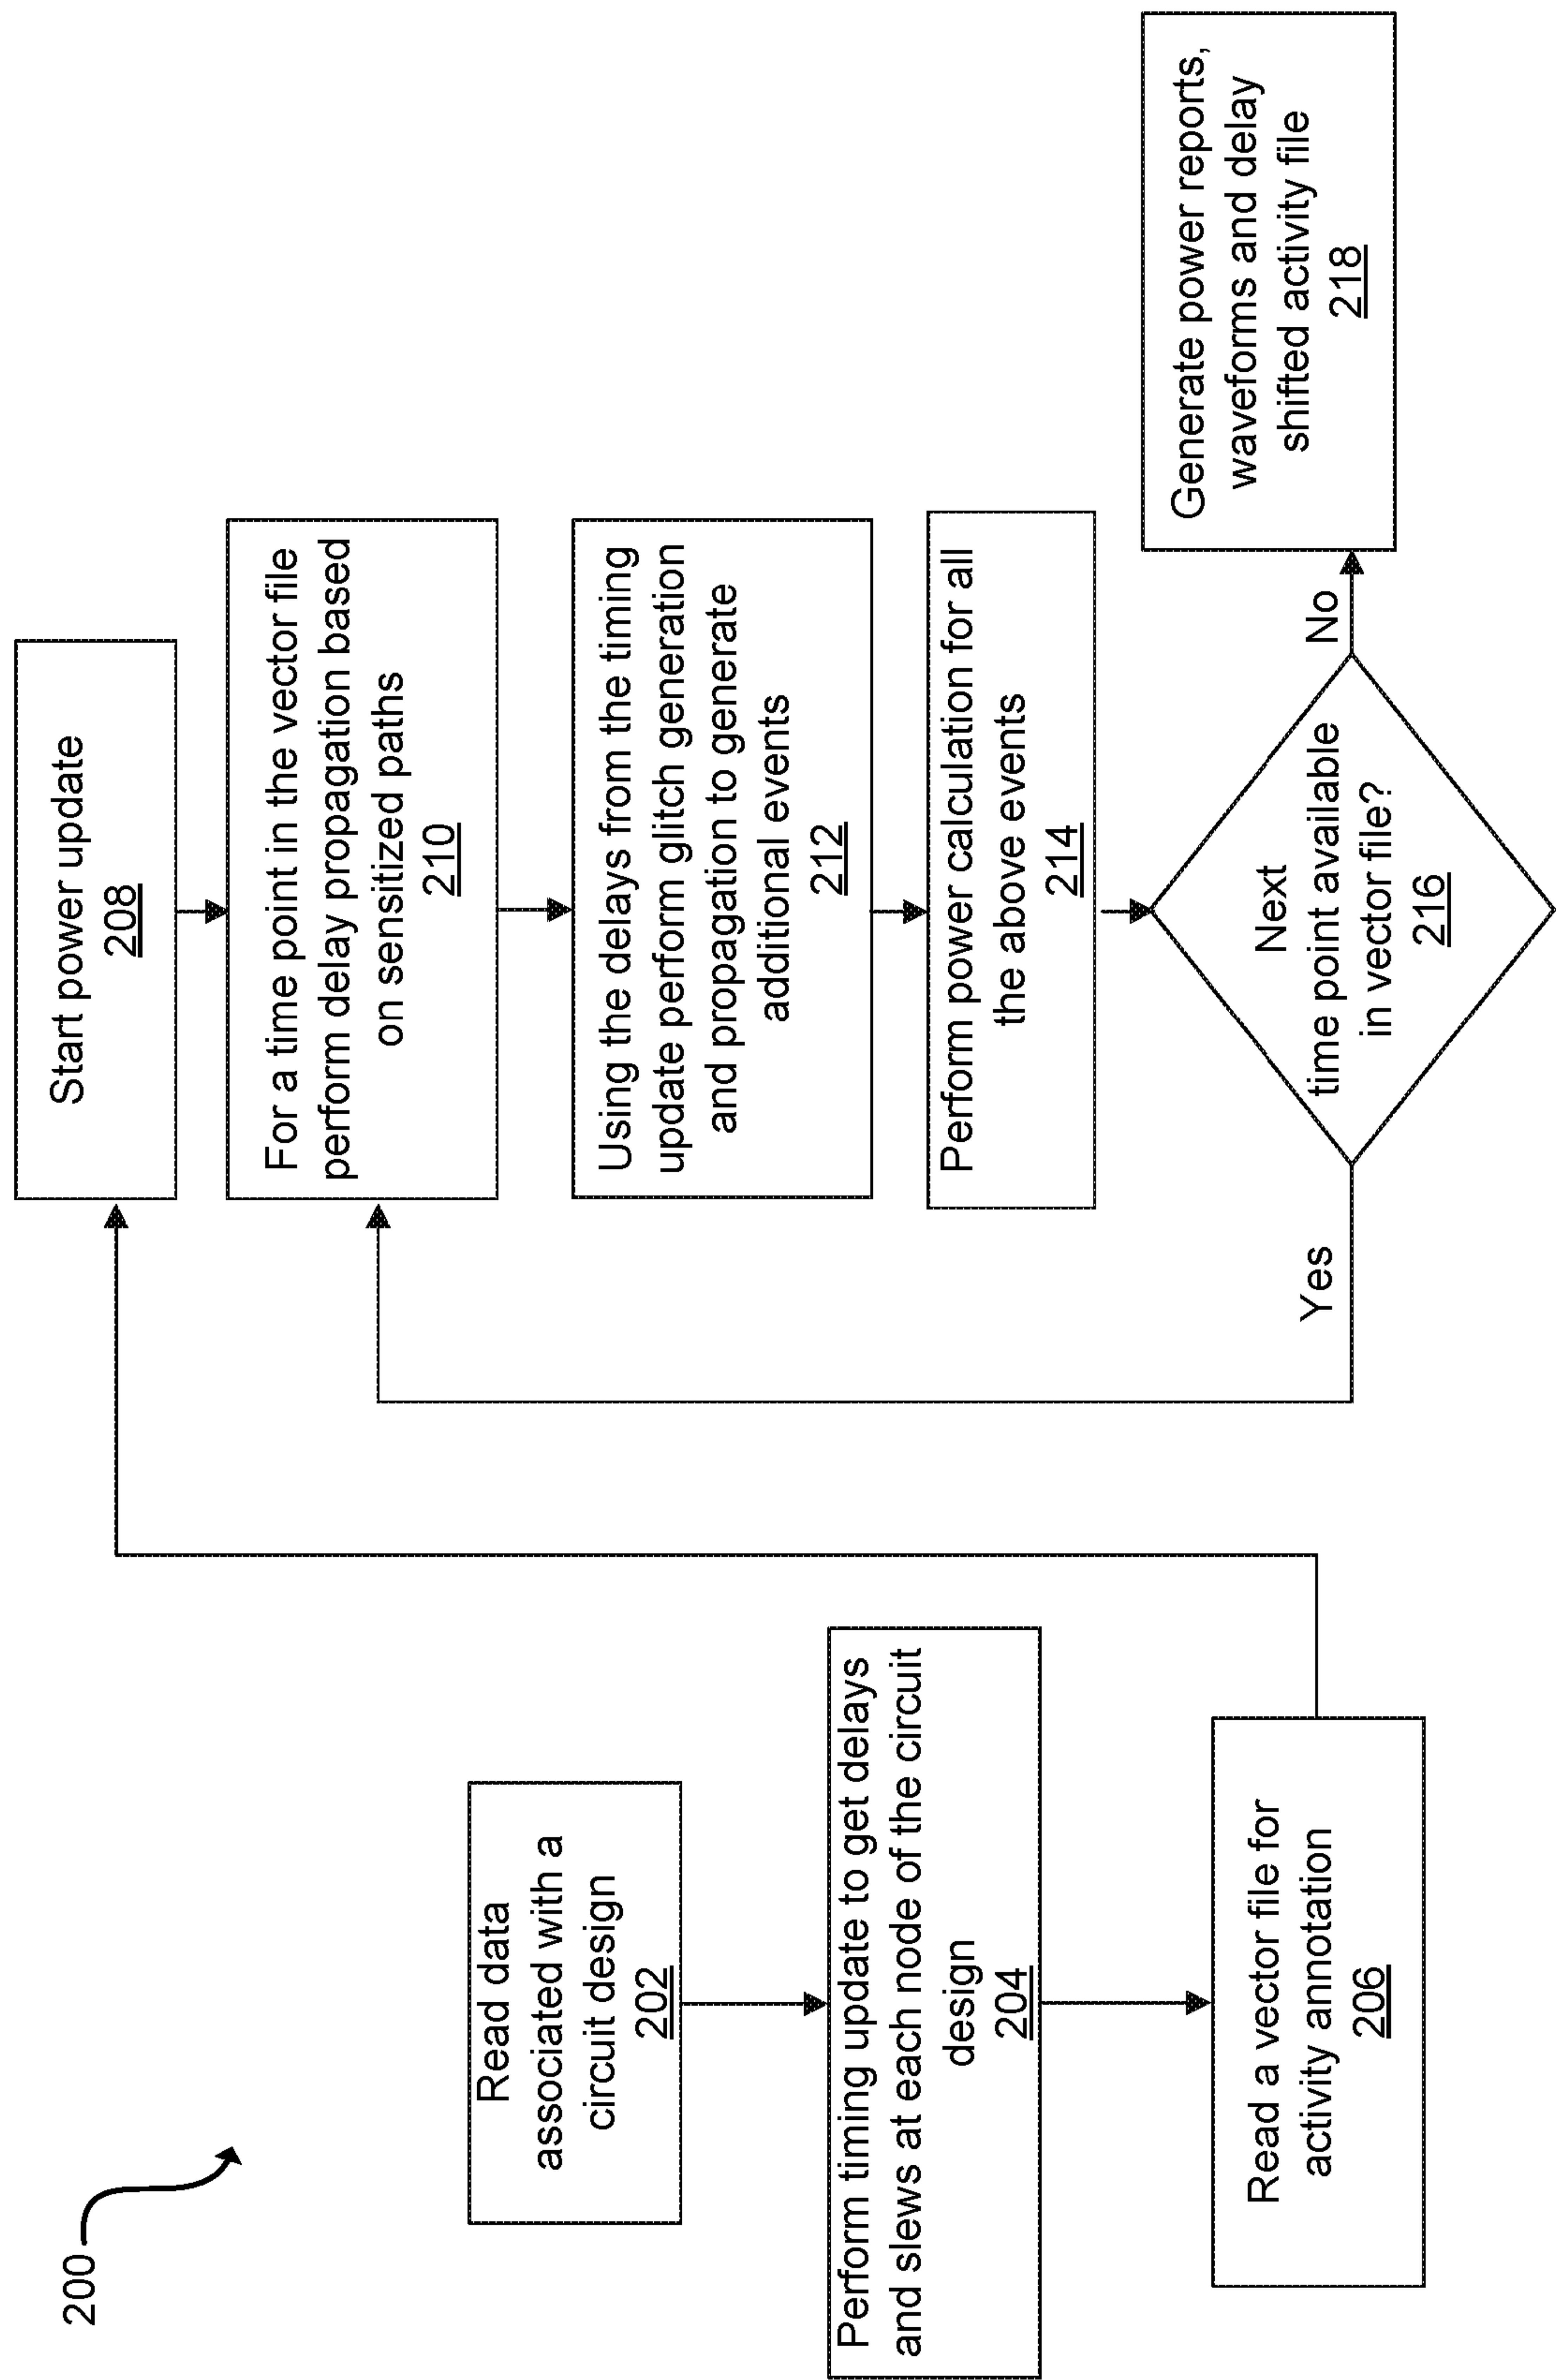 200
Read data
associated with a
circuit design
202
Perform timing update to get delays
and slews at each node of the circuit
design
204
Read a vector file for
activity annotation
206
Start power update
208
For a time point in the vector file
perform delay propagation based
on sensitized paths
210
Using the delays from the timing
update perform glitch generation
and propagation to generate
additional events
212
Perform power calculation for all
the above events
214
Next
time point available
in vector file?
216
Yes
No
Generate power reports,
waveforms and delay
shifted activity file
218